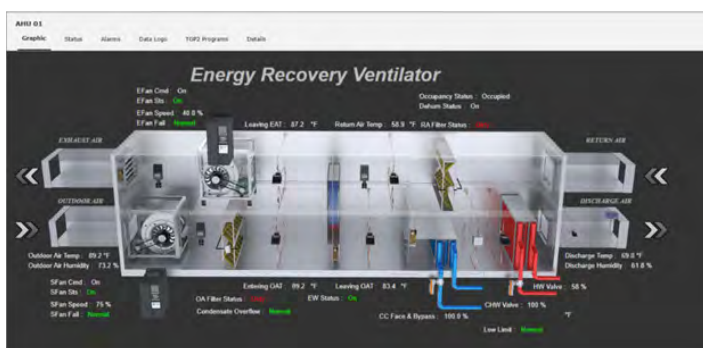 AHU 01
Graphic Status Alarms Data Logs TGP2 Programs Details
Energy Recovery Ventilator
EFan Cmd : On
EFan Sts : On
EFan Speed : 40.0 %
EFan Fail : Normal
Occupancy Status : Occupied
Dehum Status : On
Leaving EAT : 87.2 °F Return Air Temp : 58.9 °F RA Filter Status :
EXHAUST AIR
RETURN AIR
OUTDOOR AIR
DISCHARGE AIR
Outdoor Air Temp : 89.2 °F
Outdoor Air Humidity : 73.2 %
Discharge Temp : 69.8 °F
Discharge Humidity : 61.8 %
SFan Cmd : On
SFan Sts : On
SFan Speed : 75 %
SFan Fail : Normal
Entering OAT : 89.2 °F Leaving OAT : 83.4 °F
OA Filter Status : EW Status : On
Condensate Overflow : Normal
HW Valve : 58 %
CHW Valve : 100 %
CC Face & Bypass : 100.0 % °F
Low Limit : Normal